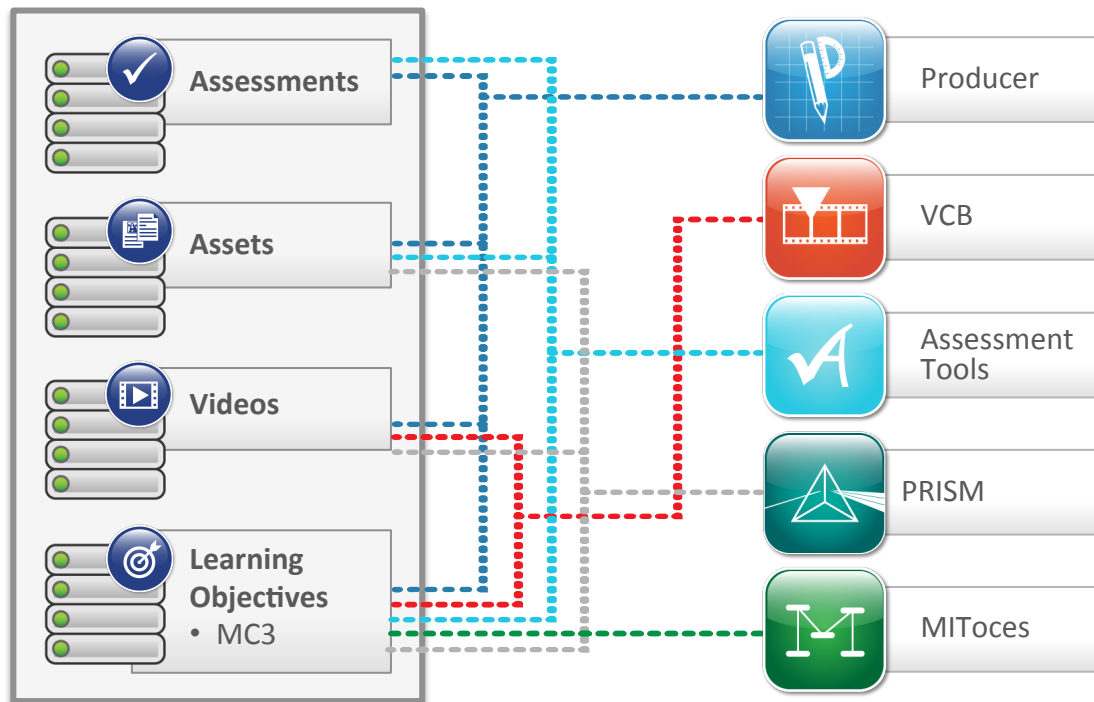 Assessments
Assets
Videos
Learning
Objectives
• MC3
Producer
VCB
Assessment
Tools
PRISM
MIToces